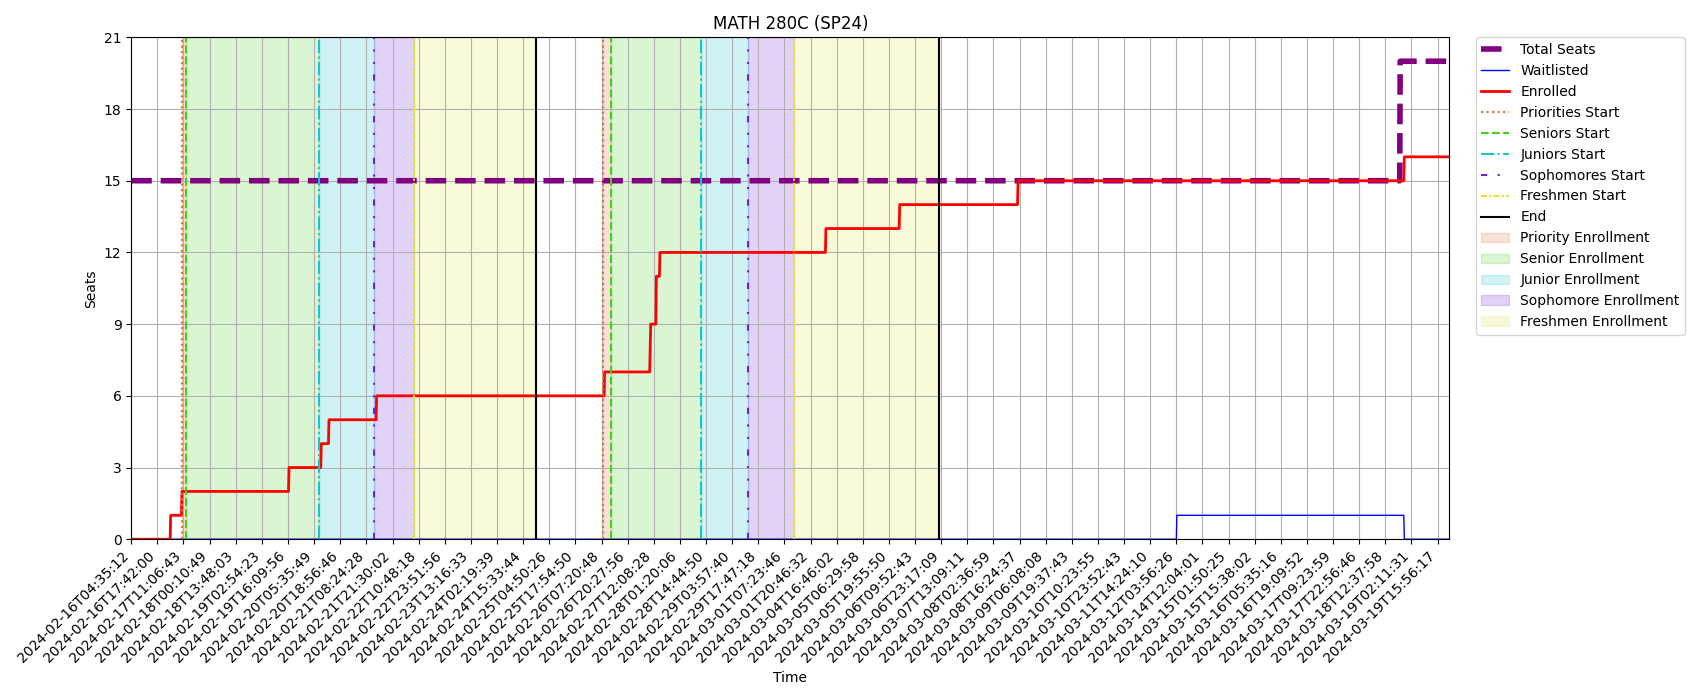 MATH 280C (SP24)
21
18
15
12
9
6
3
0
Seats
2024-02-16T04:35:12
2024-02-16T17:42:00
2024-02-17T11:06:43
2024-02-18T00:10:49
2024-02-18T13:48:03
2024-02-19T02:54:23
2024-02-19T16:09:56
2024-02-20T05:35:49
2024-02-20T18:56:46
2024-02-21T08:24:28
2024-02-21T21:30:02
2024-02-22T10:48:18
2024-02-22T23:51:56
2024-02-23T13:16:33
2024-02-24T02:19:39
2024-02-24T15:33:44
2024-02-25T04:50:26
2024-02-25T17:54:50
2024-02-26T07:20:48
2024-02-26T20:27:56
2024-02-27T12:08:28
2024-02-28T01:20:06
2024-02-28T14:44:50
2024-02-29T03:57:40
2024-02-29T17:47:18
2024-03-01T07:23:46
2024-03-01T20:46:32
2024-03-04T16:46:02
2024-03-05T06:29:58
2024-03-05T19:55:50
2024-03-06T09:52:43
2024-03-06T23:17:09
2024-03-07T13:09:11
2024-03-08T02:36:59
2024-03-08T16:24:37
2024-03-09T06:08:08
2024-03-09T19:37:43
2024-03-10T10:23:55
2024-03-10T23:52:43
2024-03-11T14:24:10
2024-03-12T03:56:26
2024-03-14T12:04:01
2024-03-15T01:50:25
2024-03-15T15:38:02
2024-03-16T05:35:16
2024-03-16T19:09:52
2024-03-17T09:23:59
2024-03-17T22:56:46
2024-03-18T12:37:58
2024-03-19T02:11:31
2024-03-19T15:56:17
Time
Total Seats
Waitlisted
Enrolled
Priorities Start
Seniors Start
Juniors Start
Sophomores Start
Freshmen Start
End
Priority Enrollment
Senior Enrollment
Junior Enrollment
Sophomore Enrollment
Freshmen Enrollment